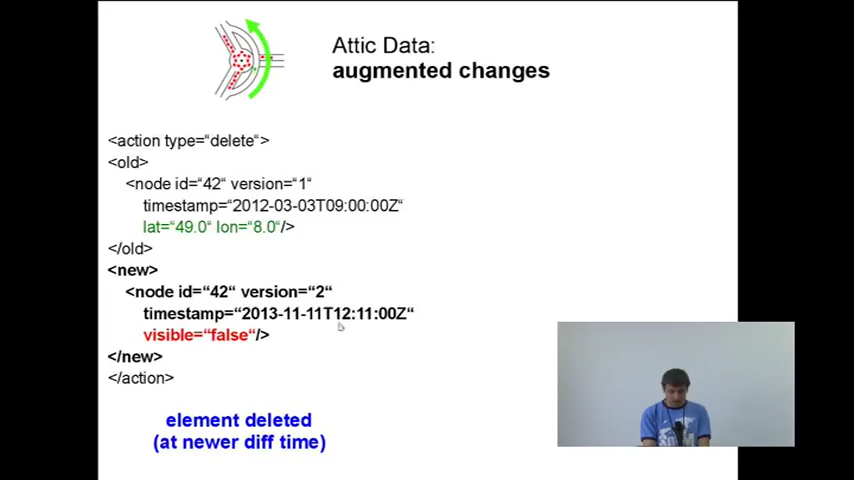 Attic Data:
augmented changes
<action type=“delete“>
<old>
<node id=“42“ version=“1“
timestamp=“2012-03-03T09:00:00Z“
lat=“49.0“ lon=“8.0“/>
</old>
<new>
<node id=“42“ version=“2“
timestamp=“2013-11-11T12:11:00Z“
visible=“false“/>
</new>
</action>
element deleted
(at newer diff time)